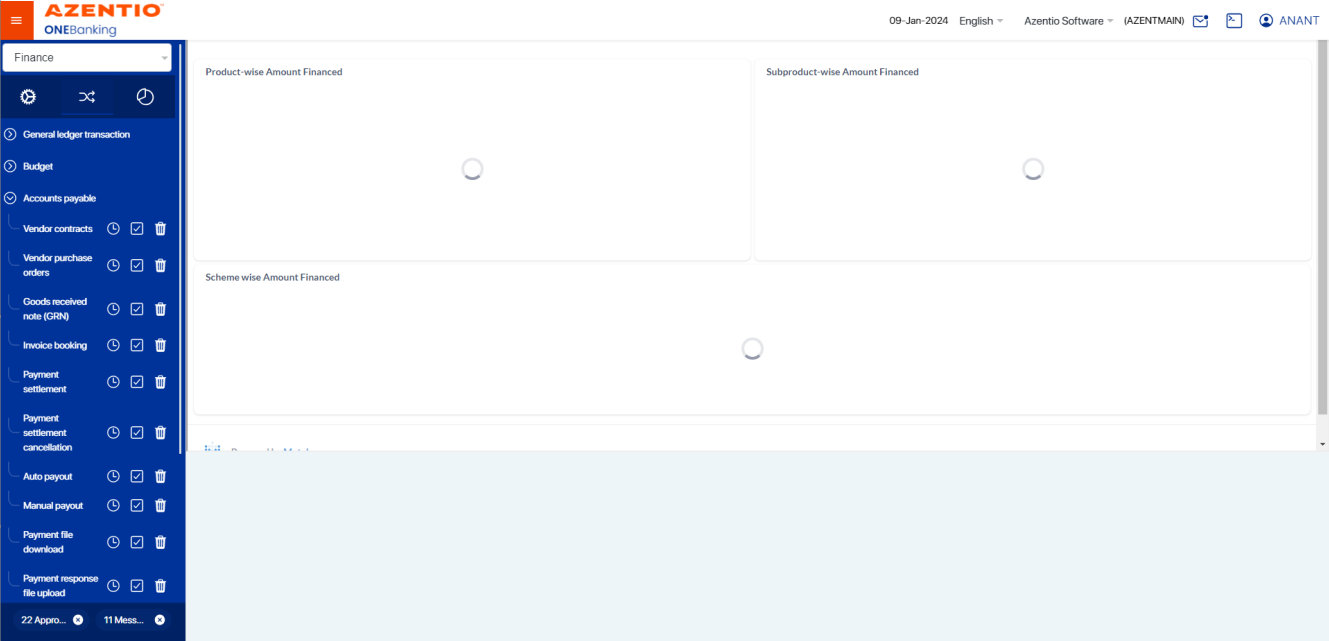 AZENTIO
ONEBanking
09-Jan-2024 English Azentio Software (AZENTMAIN) ANANT
Finance
General ledger transaction
Budget
Accounts payable
Vendor contracts
Vendor purchase
orders
Goods received
note (GRN)
Invoice booking
Payment
settlement
Payment
settlement
cancellation
Auto payout
Manual payout
Payment file
download
Payment response
file upload
22 Appro... 11 Mess...
Product-wise Amount Financed
Subproduct-wise Amount Financed
Scheme wise Amount Financed